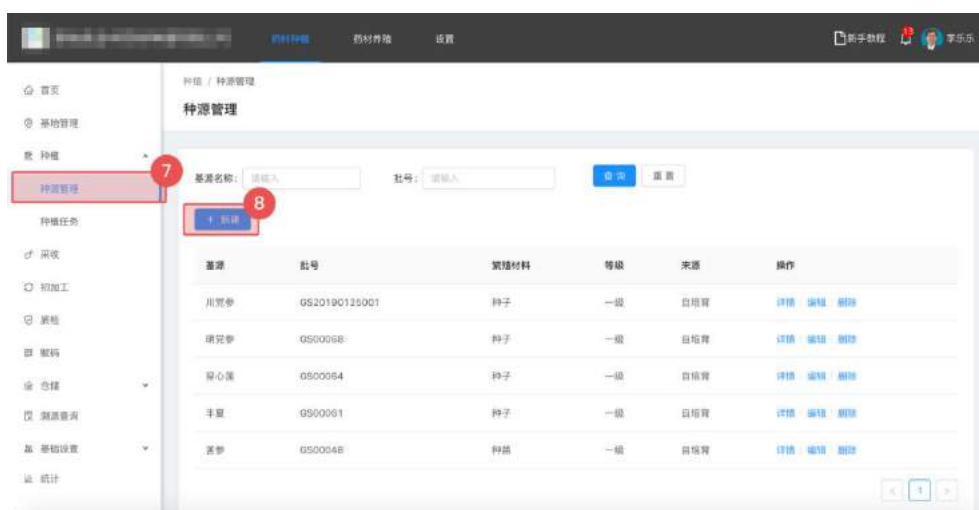 药材种植 药材养殖 设置 新手教程 13 李乐乐
首页
基地管理
种植
种源管理
种植任务
采收
初加工
质检
赋码
仓储
溯源查询
基础设置
统计
种植 / 种源管理
种源管理
7
基源名称: 请输入 批号: 请输入 查询 重置
8
+ 新建
基源 批号 繁殖材料 等级 来源 操作
川党参 GS20190125001 种子 一级 自培育 详情 编辑 删除
明党参 GS00068 种子 一级 自培育 详情 编辑 删除
穿心莲 GS00064 种子 一级 自培育 详情 编辑 删除
半夏 GS00061 种子 一级 自培育 详情 编辑 删除
苦参 GS00048 种苗 一级 自培育 详情 编辑 删除
< 1 >